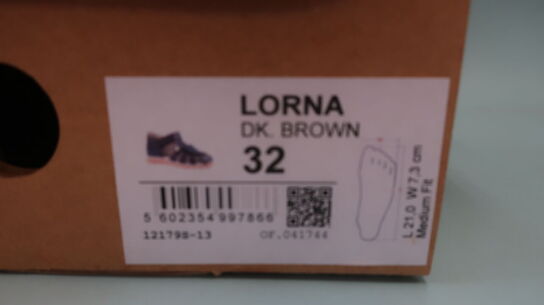 LORNA
DK. BROWN
32
5 602354 997866
121798-13
OF.041744
L 21,0 W 7,3 cm
Medium Fit